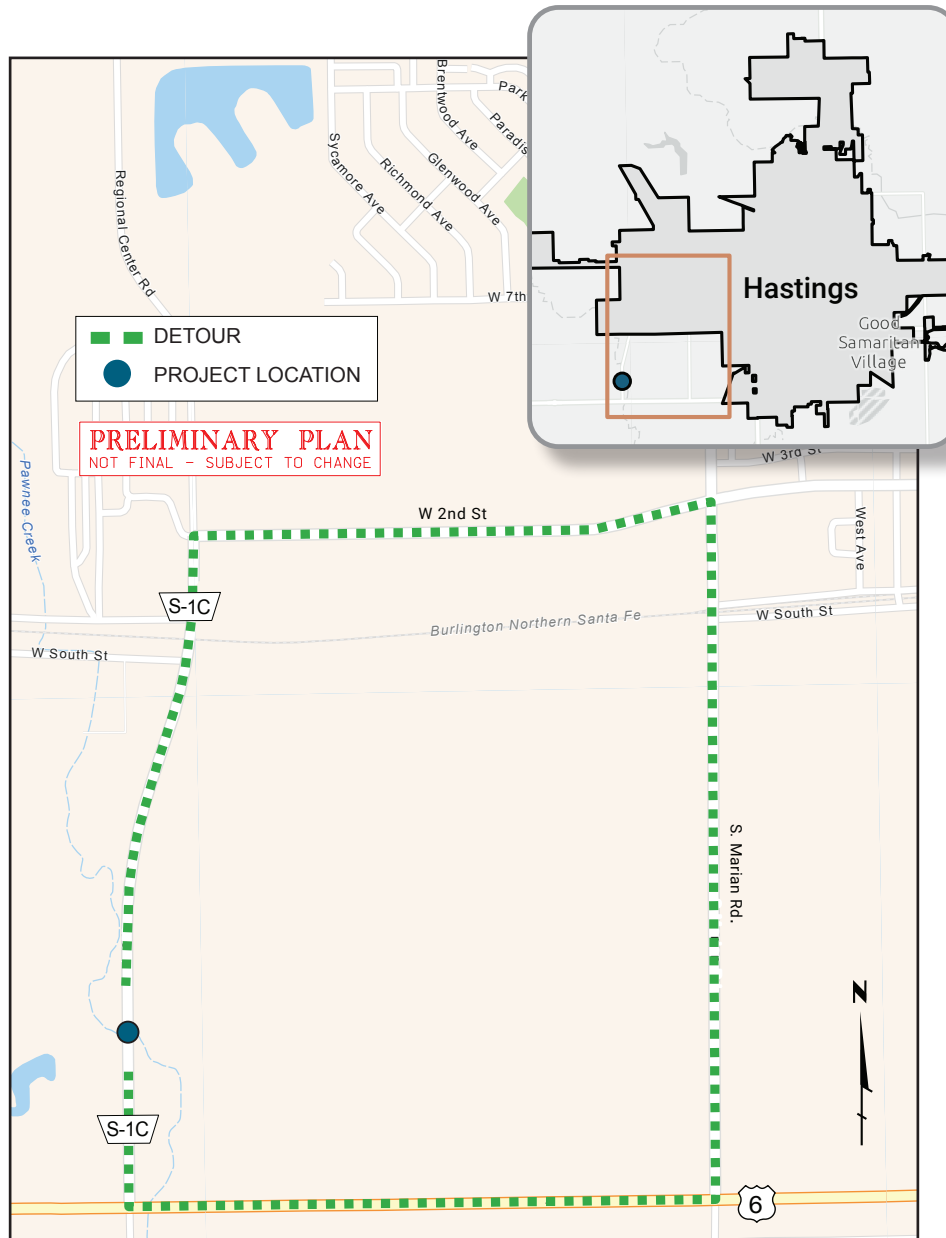 Brentwood Ave
Park
Paradis
Sycamore Ave
Richmond Ave
Glenwood Ave
Regional Center Rd
W 7th
Hastings
Good
Samaritan
Village
DETOUR
PROJECT LOCATION
PRELIMINARY PLAN
NOT FINAL - SUBJECT TO CHANGE
W 3rd St
W 2nd St
West Ave
Pawnee Creek
S-1C
Burlington Northern Santa Fe
W South St
W South St
S. Marian Rd.
N
S-1C
6